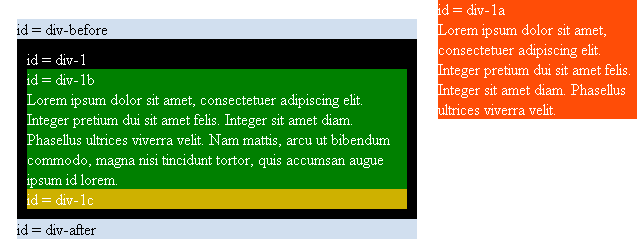 id = div-before
id = div-1
id = div-1b
Lorem ipsum dolor sit amet, consectetuer adipiscing elit.
Integer pretium dui sit amet felis. Integer sit amet diam.
Phasellus ultrices viverra velit. Nam mattis, arcu ut bibendum
commodo, magna nisi tincidunt tortor, quis accumsan augue
ipsum id lorem.
id = div-1c
id = div-after
id = div-1a
Lorem ipsum dolor sit amet,
consectetuer adipiscing elit.
Integer pretium dui sit amet felis.
Integer sit amet diam. Phasellus
ultrices viverra velit.